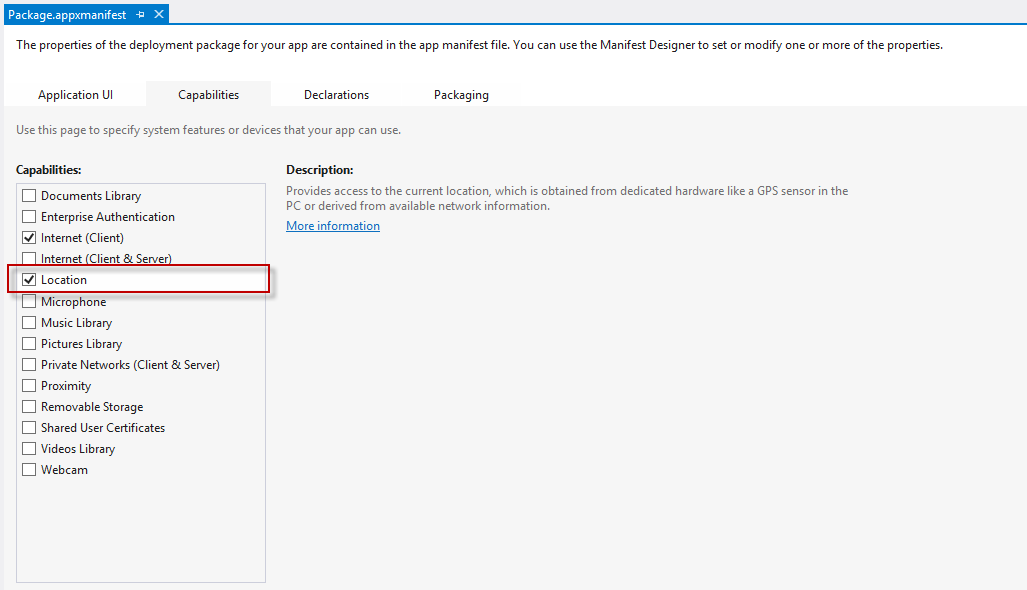 Package.appxmanifest
The properties of the deployment package for your app are contained in the app manifest file. You can use the Manifest Designer to set or modify one or more of the properties.
Application UI
Capabilities
Declarations
Packaging
Use this page to specify system features or devices that your app can use.
Capabilities:
Documents Library
Enterprise Authentication
Internet (Client)
Internet (Client & Server)
Location
Microphone
Music Library
Pictures Library
Private Networks (Client & Server)
Proximity
Removable Storage
Shared User Certificates
Videos Library
Webcam
Description:
Provides access to the current location, which is obtained from dedicated hardware like a GPS sensor in the
PC or derived from available network information.
More information